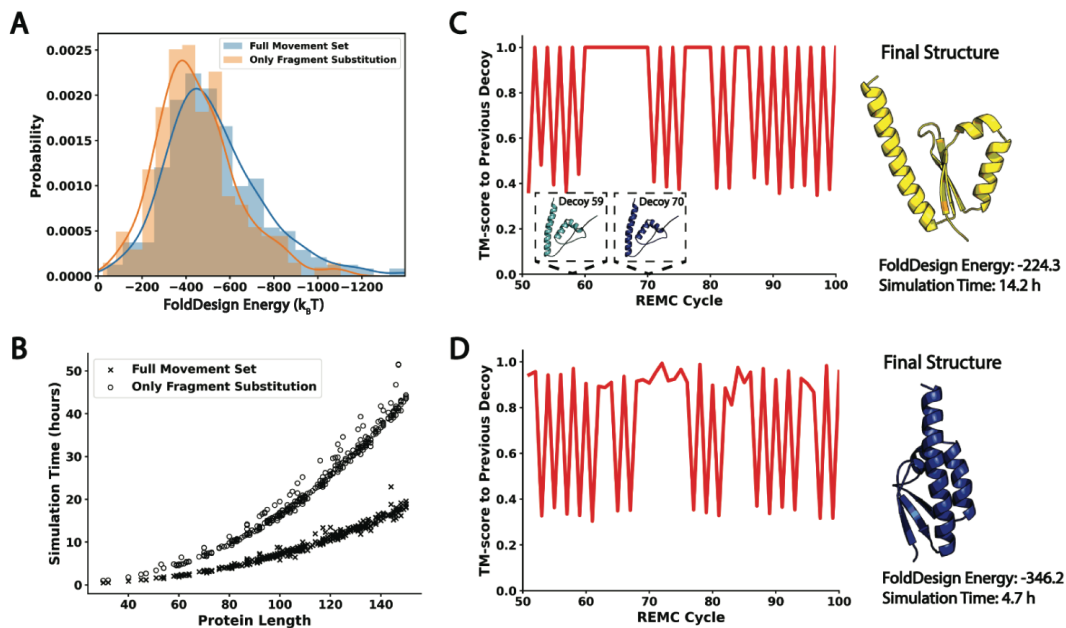 A
0.0025
0.0020
0.0015
0.0010
0.0005
0.0000
Probability
Full Movement Set
Only Fragment Substitution
0 −200 −400 −600 −800 −1000 −1200
FoldDesign Energy (kBT)
B
50
40
30
20
10
0
Simulation Time (hours)
Full Movement Set
Only Fragment Substitution
40 60 80 100 120 140
Protein Length
C
1.0
0.8
0.6
0.4
0.2
0.0
TM-score to Previous Decoy
Decoy 59
Decoy 70
50 60 70 80 90 100
REMC Cycle
Final Structure
FoldDesign Energy: -224.3
Simulation Time: 14.2 h
D
1.0
0.8
0.6
0.4
0.2
0.0
TM-score to Previous Decoy
50 60 70 80 90 100
REMC Cycle
Final Structure
FoldDesign Energy: -346.2
Simulation Time: 4.7 h